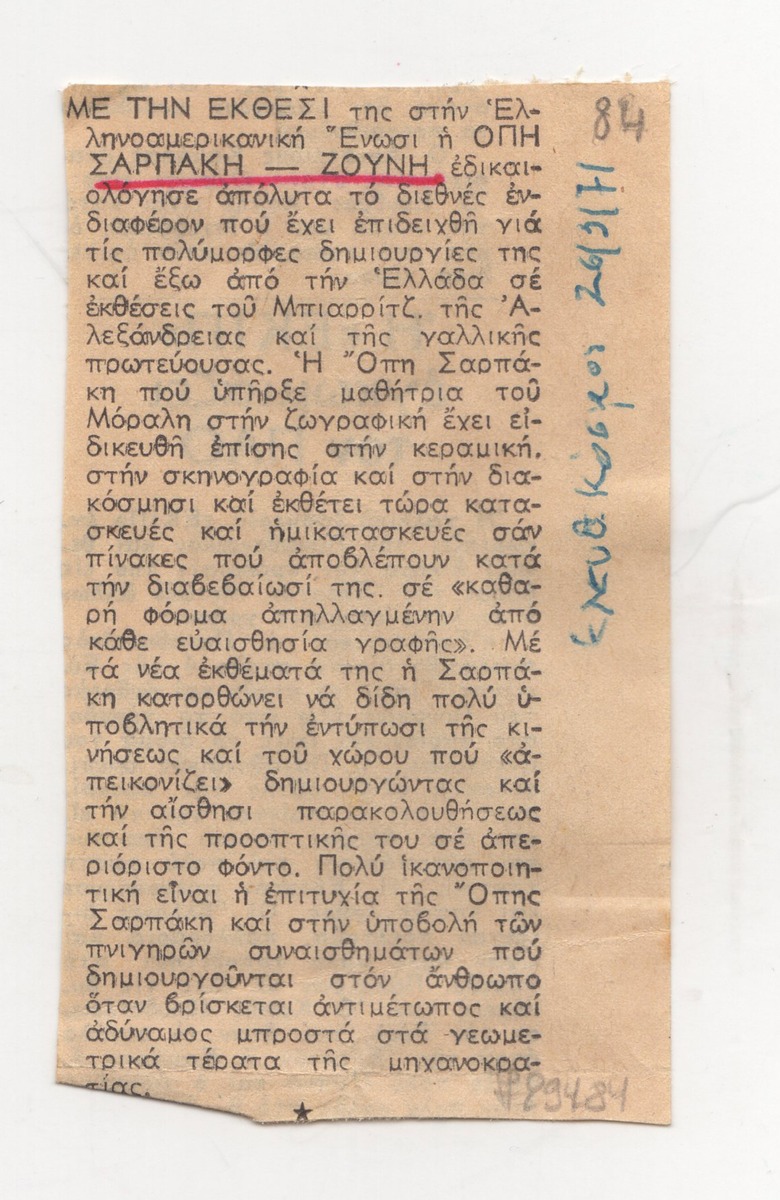 84
ΜΕ ΤΗΝ ΕΚΘΕΣΙ της στήν Ἑλ-
ληνοαμερικανική Ἕνωσι ἡ ΟΠΗ
ΣΑΡΠΑΚΗ — ΖΟΥΝΗ ἐδικαι-
ολόγησε ἀπόλυτα τό διεθνές ἐν-
διαφέρον πού ἔχει ἐπιδειχθῆ γιά
τίς πολύμορφες δημιουργίες της
καί ἔξω ἀπό τήν Ἑλλάδα σέ
ἐκθέσεις τοῦ Μπιαρρίτζ. τῆς Ἀ-
λεξάνδρειας καί τῆς γαλλικῆς
πρωτεύουσας. Ἡ Ὄπη Σαρπά-
κη πού ὑπῆρξε μαθήτρια τοῦ
Μόραλη στήν ζωγραφική ἔχει εἰ-
δικευθῆ ἐπίσης στήν κεραμική.
στήν σκηνογραφία καί στήν δια-
κόσμησι καί ἐκθέτει τώρα κατα-
σκευές καί ἡμικατασκευές σάν
πίνακες πού ἀποβλέπουν κατά
τήν διαβεβαίωσί της. σέ «καθα-
ρή φόρμα ἀπηλλαγμένην ἀπό
κάθε εὐαισθησία γραφῆς». Μέ
τά νέα ἐκθέματά της ἡ Σαρπά-
κη κατορθώνει νά δίδη πολύ ὑ-
ποβλητικά τήν ἐντύπωσι τῆς κι-
νήσεως καί τοῦ χώρου πού «ἀ-
πεικονίζει» δημιουργώντας καί
τήν αἴσθησι παρακολουθήσεως
καί τῆς προοπτικῆς του σέ ἀπε-
ριόριστο φόντο. Πολύ ἱκανοποιη-
τική εἶναι ἡ ἐπιτυχία τῆς Ὄπης
Σαρπάκη καί στήν ὑποβολή τῶν
πνιγηρῶν συναισθημάτων πού
δημιουργοῦνται στόν ἄνθρωπο
ὅταν βρίσκεται ἀντιμέτωπος καί
ἀδύναμος μπροστά στά γεωμε-
τρικά τέρατα τῆς μηχανοκρα-
τίας.
Ελευθ Κόσμος